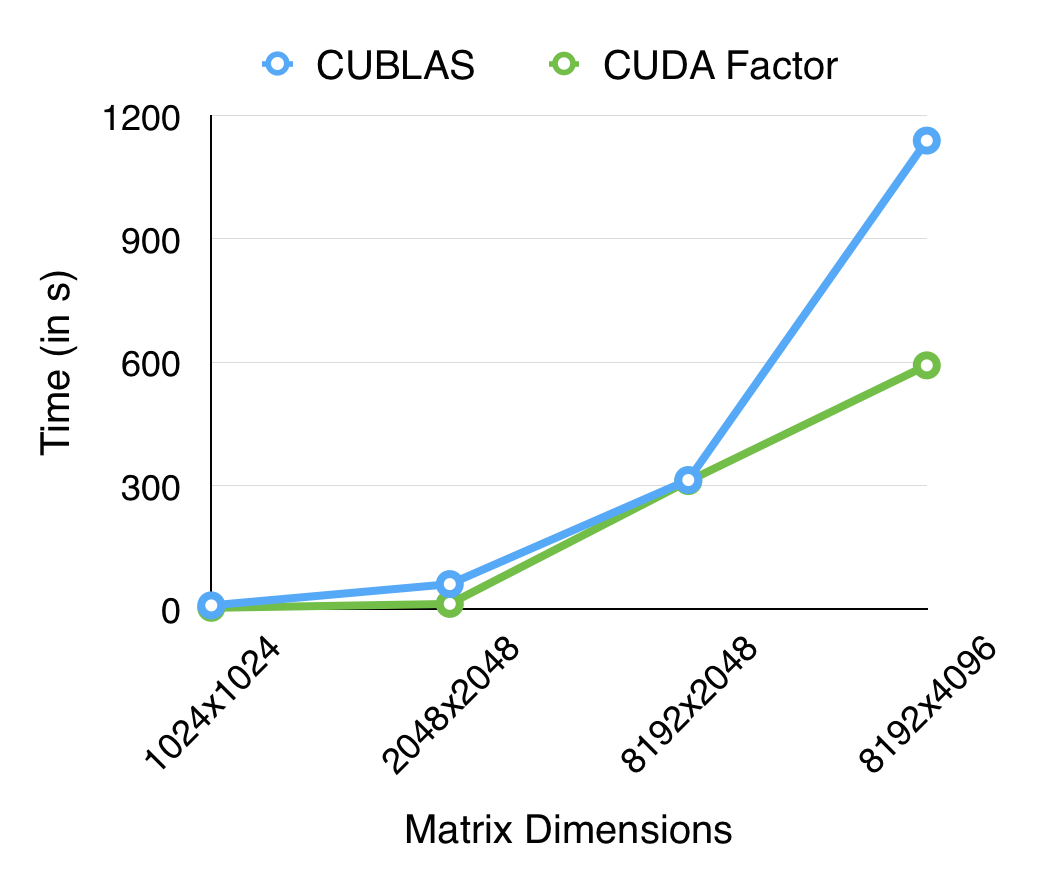 CUBLAS CUDA Factor
1200
900
600
300
0
Time (in s)
1024x1024 2048x2048 8192x2048 8192x4096
Matrix Dimensions